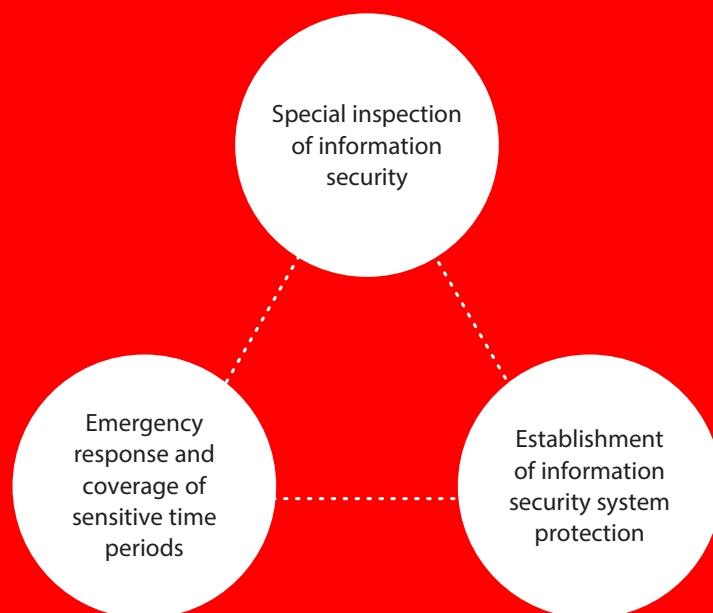 Special inspection
of information
security
Emergency
response and
coverage of
sensitive time
periods
Establishment
of information
security system
protection